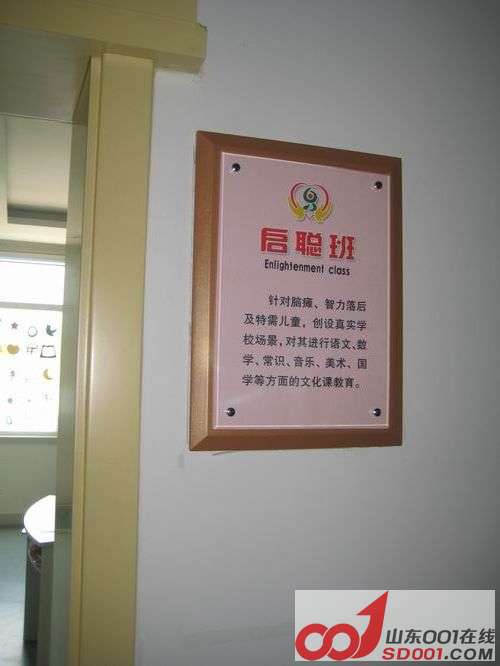 启聪班
Enlightenment class
针对脑瘫、智力落后
及特需儿童，创设真实学
校场景，对其进行语文、数
学、常识、音乐、美术、国
学等方面的文化课教育。
001 山东001在线
SD001.COM